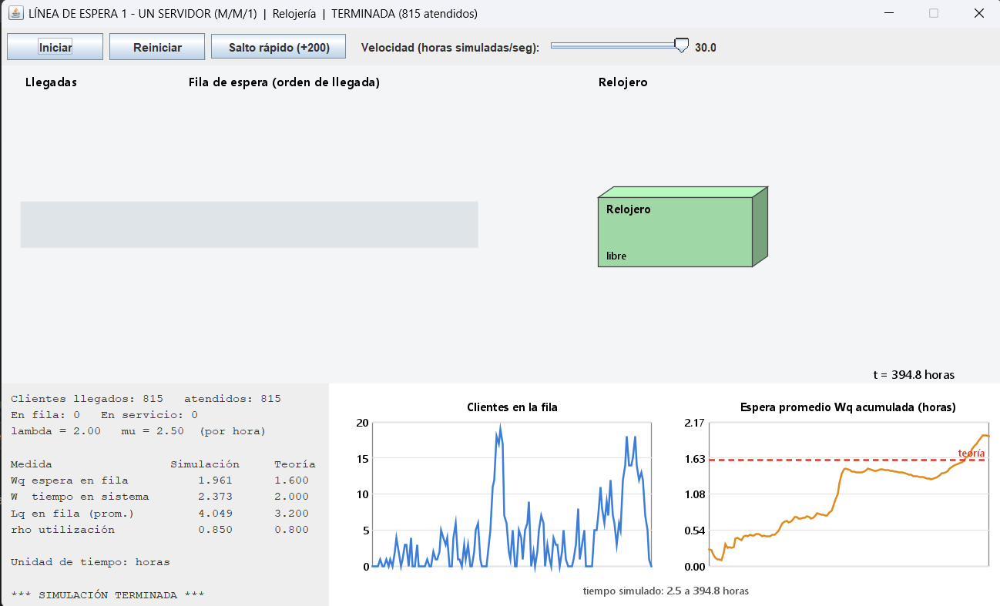 LÍNEA DE ESPERA 1 - UN SERVIDOR (M/M/1) | Relojería | TERMINADA (815 atendidos)
Iniciar Reiniciar Salto rápido (+200) Velocidad (horas simuladas/seg): 30.0
Llegadas Fila de espera (orden de llegada) Relojero
Relojero
libre
t = 394.8 horas
Clientes llegados: 815 atendidos: 815
En fila: 0 En servicio: 0
lambda = 2.00 mu = 2.50 (por hora)
Medida Simulación Teoría
Wq espera en fila 1.961 1.600
W tiempo en sistema 2.373 2.000
Lq en fila (prom.) 4.049 3.200
rho utilización 0.850 0.800
Unidad de tiempo: horas
*** SIMULACIÓN TERMINADA ***
Clientes en la fila
20
15
10
5
0
Espera promedio Wq acumulada (horas)
2.17
teoría
1.63
1.08
0.54
0.00
tiempo simulado: 2.5 a 394.8 horas